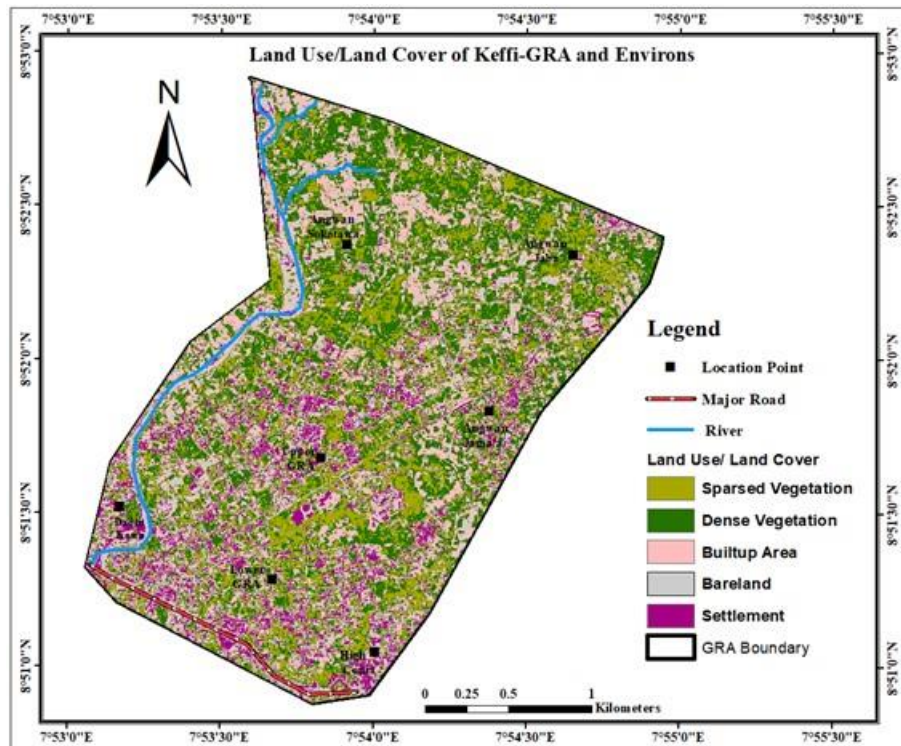 7°53'0"E 7°53'30"E 7°54'0"E 7°54'30"E 7°55'0"E 7°55'30"E
Land Use/Land Cover of Keffi-GRA and Environs
8°53'0"N
8°52'30"N
8°52'0"N
8°51'30"N
8°51'0"N
8°53'0"N
8°52'30"N
8°52'0"N
8°51'30"N
8°51'0"N
N
Angwan
Angwan
Angwan
GRA
Lower
GRA
High
Legend
Location Point
Major Road
River
Land Use/ Land Cover
Sparsed Vegetation
Dense Vegetation
Builtup Area
Bareland
Settlement
GRA Boundary
0 0.25 0.5 1
Kilometers
7°53'0"E 7°53'30"E 7°54'0"E 7°54'30"E 7°55'0"E 7°55'30"E